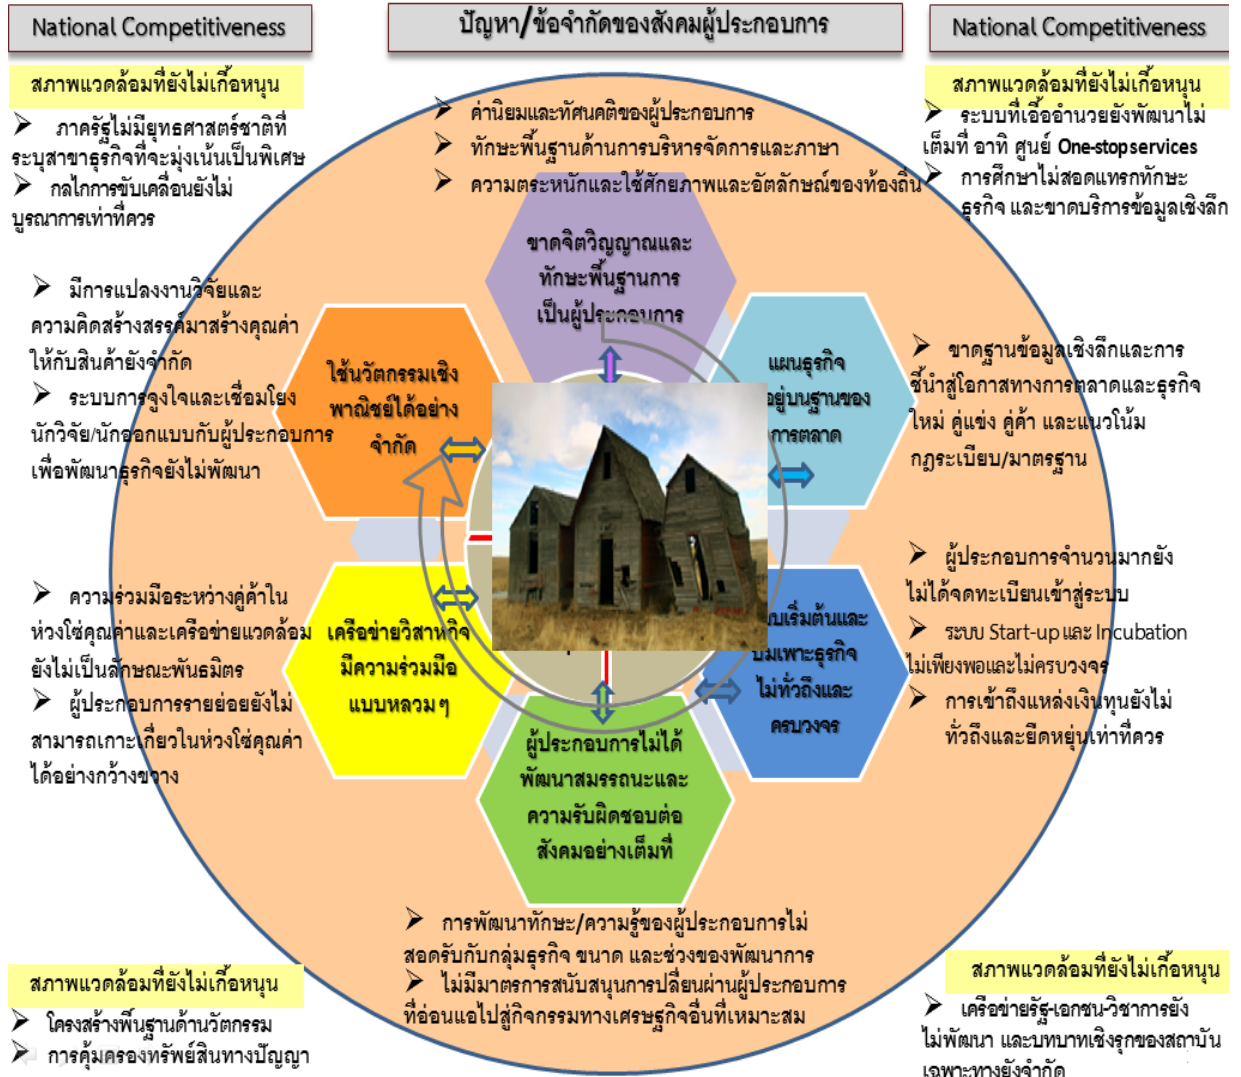 National Competitiveness
ปัญหา/ข้อจำกัดของสังคมผู้ประกอบการ
National Competitiveness
สภาพแวดล้อมที่ยังไม่เกื้อหนุน
➢ ภาครัฐไม่มียุทธศาสตร์ชาติที่
ระบุสาขาธุรกิจที่จะมุ่งเน้นเป็นพิเศษ
➢ กลไกการขับเคลื่อนยังไม่
บูรณาการเท่าที่ควร
➢ ค่านิยมและทัศนคติของผู้ประกอบการ
➢ ทักษะพื้นฐานด้านการบริหารจัดการและภาษา
➢ ความตระหนักและใช้ศักยภาพและอัตลักษณ์ของท้องถิ่น
สภาพแวดล้อมที่ยังไม่เกื้อหนุน
➢ ระบบที่เอื้ออำนวยยังพัฒนาไม่
เต็มที่ อาทิ ศูนย์ One-stop services
➢ การศึกษาไม่สอดแทรกทักษะ
ธุรกิจ และขาดบริการข้อมูลเชิงลึก
ขาดจิตวิญญาณและ
ทักษะพื้นฐานการ
เป็นผู้ประกอบการ
➢ มีการแปลงงานวิจัยและ
ความคิดสร้างสรรค์มาสร้างคุณค่า
ให้กับสินค้ายังจำกัด
➢ ระบบการจูงใจและเชื่อมโยง
นักวิจัย/นักออกแบบกับผู้ประกอบการ
เพื่อพัฒนาธุรกิจยังไม่พัฒนา
ใช้นวัตกรรมเชิง
พาณิชย์ได้อย่าง
จำกัด
แผนธุรกิจ
อยู่บนฐานของ
การตลาด
➢ ขาดฐานข้อมูลเชิงลึกและการ
ชี้นำสู่โอกาสทางการตลาดและธุรกิจ
ใหม่ คู่แข่ง คู่ค้า และแนวโน้ม
กฎระเบียบ/มาตรฐาน
➢ ความร่วมมือระหว่างคู่ค้าใน
ห่วงโซ่คุณค่าและเครือข่ายแวดล้อม
ยังไม่เป็นลักษณะพันธมิตร
➢ ผู้ประกอบการรายย่อยยังไม่
สามารถเกาะเกี่ยวในห่วงโซ่คุณค่า
ได้อย่างกว้างขวาง
เครือข่ายวิสาหกิจ
มีความร่วมมือ
แบบหลวมๆ
บเริ่มต้นและ
บ่มเพาะธุรกิจ
ไม่ทั่วถึงและ
ครบวงจร
➢ ผู้ประกอบการจำนวนมากยัง
ไม่ได้จดทะเบียนเข้าสู่ระบบ
➢ ระบบ Start-up และ Incubation
ไม่เพียงพอและไม่ครบวงจร
➢ การเข้าถึงแหล่งเงินทุนยังไม่
ทั่วถึงและยืดหยุ่นเท่าที่ควร
ผู้ประกอบการไม่ได้
พัฒนาสมรรถนะและ
ความรับผิดชอบต่อ
สังคมอย่างเต็มที่
➢ การพัฒนาทักษะ/ความรู้ของผู้ประกอบการไม่
สอดรับกับกลุ่มธุรกิจ ขนาด และช่วงของพัฒนาการ
➢ ไม่มีมาตรการสนับสนุนการเปลี่ยนผ่านผู้ประกอบการ
ที่อ่อนแอไปสู่กิจกรรมทางเศรษฐกิจอื่นที่เหมาะสม
สภาพแวดล้อมที่ยังไม่เกื้อหนุน
➢ โครงสร้างพื้นฐานด้านนวัตกรรม
➢ การคุ้มครองทรัพย์สินทางปัญญา
สภาพแวดล้อมที่ยังไม่เกื้อหนุน
➢ เครือข่ายรัฐ-เอกชน-วิชาการยัง
ไม่พัฒนา และบทบาทเชิงรุกของสถาบัน
เฉพาะทางยังจำกัด